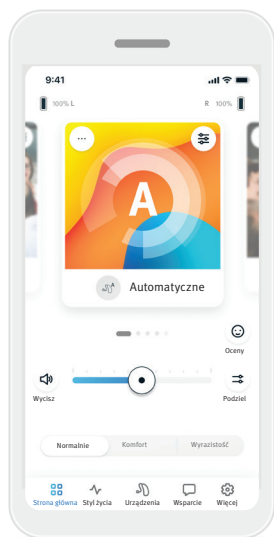 9:41
100% L
R 100%
A
A
Automatyczne
Oceny
Wycisz
Podziel
Normalnie
Komfort
Wyrazistość
Strona główna
Styl życia
Urządzenia
Wsparcie
Więcej